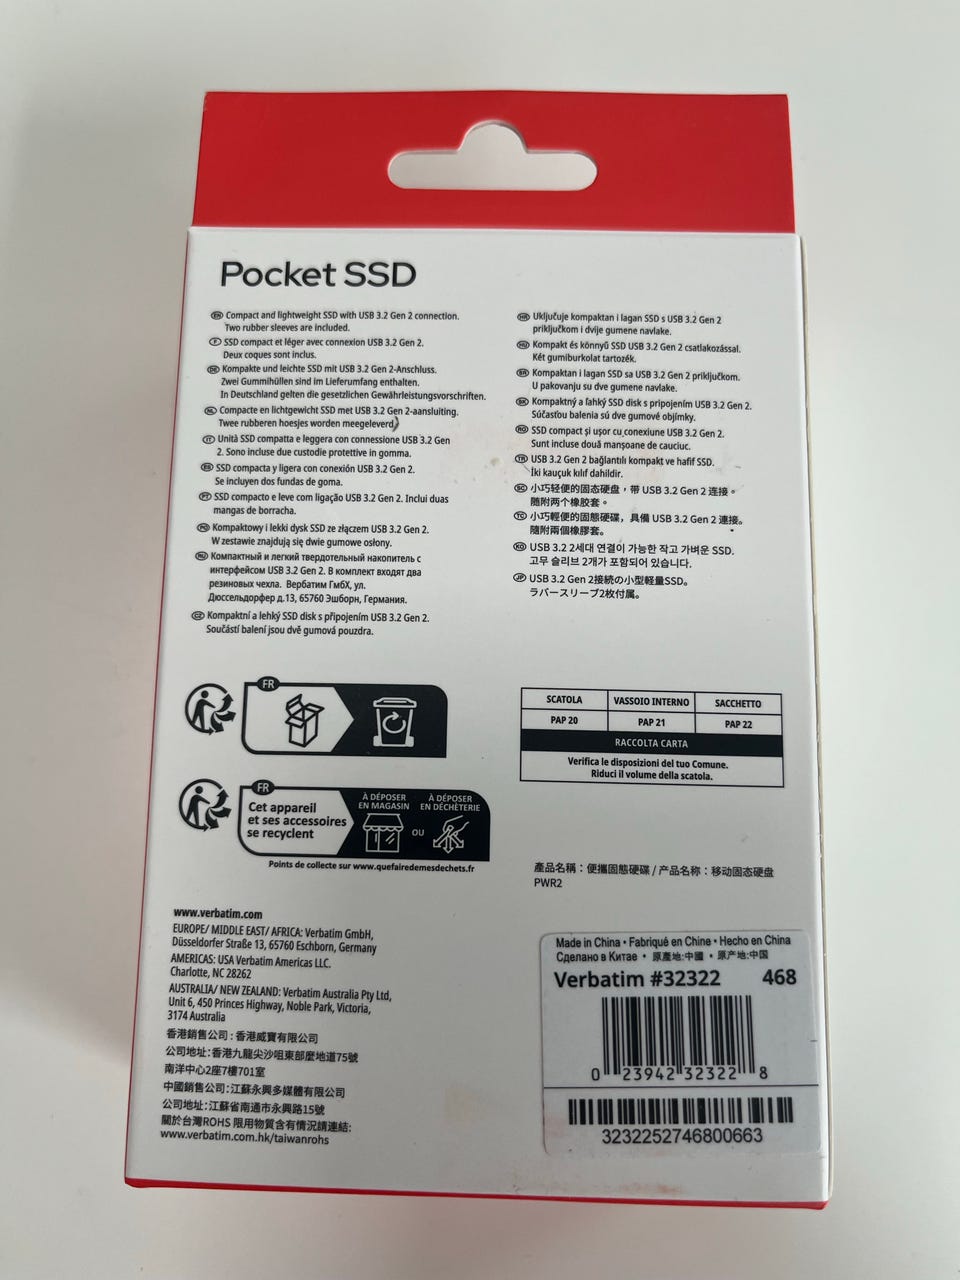 Pocket SSD
EN Compact and lightweight SSD with USB 3.2 Gen 2 connection.
Two rubber sleeves are included.
F SSD compact et léger avec connexion USB 3.2 Gen 2.
Deux coques sont inclus.
DE Kompakte und leichte SSD mit USB 3.2 Gen 2-Anschluss.
Zwei Gummihüllen sind im Lieferumfang enthalten.
In Deutschland gelten die gesetzlichen Gewährleistungsvorschriften.
NL Compacte en lichtgewicht SSD met USB 3.2 Gen 2-aansluiting.
Twee rubberen hoesjes worden meegeleverd
IT Unità SSD compatta e leggera con connessione USB 3.2 Gen
2. Sono incluse due custodie protettive in gomma.
ES SSD compacta y ligera con conexión USB 3.2 Gen 2.
Se incluyen dos fundas de goma.
PT SSD compacto e leve com ligação USB 3.2 Gen 2. Inclui duas
mangas de borracha.
PO Kompaktowy i lekki dysk SSD ze złączem USB 3.2 Gen 2.
W zestawie znajdują się dwie gumowe osłony.
RU Компактный и легкий твердотельный накопитель с
интерфейсом USB 3.2 Gen 2. В комплект входят два
резиновых чехла. Вербатим ГмбХ, ул.
Дюссельдорфер д.13, 65760 Эшборн, Германия.
CZ Kompaktní a lehký SSD disk s připojením USB 3.2 Gen 2.
Součástí balení jsou dvě gumová pouzdra.
HR Uključuje kompaktan i lagan SSD s USB 3.2 Gen 2
priključkom i dvije gumene navlake.
HU Kompakt és könnyű SSD USB 3.2 Gen 2 csatlakozással.
Két gumiburkolat tartozék.
SR Kompaktan i lagan SSD sa USB 3.2 Gen 2 priključkom.
U pakovanju su dve gumene navlake.
SK Kompaktný a ľahký SSD disk s pripojením USB 3.2 Gen 2.
Súčasťou balenia sú dve gumové objímky.
RO SSD compact și ușor cu conexiune USB 3.2 Gen 2.
Sunt incluse două manșoane de cauciuc.
TR USB 3.2 Gen 2 bağlantılı kompakt ve hafif SSD.
İki kauçuk kılıf dahildir.
SC 小巧轻便的固态硬盘，带 USB 3.2 Gen 2 连接。
随附两个橡胶套。
TC 小巧輕便的固態硬碟，具備 USB 3.2 Gen 2 連接。
隨附兩個橡膠套。
KO USB 3.2 2세대 연결이 가능한 작고 가벼운 SSD.
고무 슬리브 2개가 포함되어 있습니다.
JP USB 3.2 Gen 2接続の小型軽量SSD。
ラバースリーブ2枚付属。
FR
FR
Cet appareil
et ses accessoires
se recyclent
À DÉPOSER
EN MAGASIN
OU
À DÉPOSER
EN DÉCHÈTERIE
Points de collecte sur www.quefairedemesdechets.fr
SCATOLA VASSOIO INTERNO SACCHETTO
PAP 20 PAP 21 PAP 22
RACCOLTA CARTA
Verifica le disposizioni del tuo Comune.
Riduci il volume della scatola.
產品名稱：便攜固態硬碟 / 产品名称：移动固态硬盘
PWR2
www.verbatim.com
EUROPE/ MIDDLE EAST/ AFRICA: Verbatim GmbH,
Düsseldorfer Straße 13, 65760 Eschborn, Germany
AMERICAS: USA Verbatim Americas LLC.
Charlotte, NC 28262
AUSTRALIA/ NEW ZEALAND: Verbatim Australia Pty Ltd,
Unit 6, 450 Princes Highway, Noble Park, Victoria,
3174 Australia
香港銷售公司：香港威寶有限公司
公司地址：香港九龍尖沙咀東部麼地道75號
南洋中心2座7樓701室
中國銷售公司：江蘇永興多媒體有限公司
公司地址：江蘇省南通市永興路15號
關於台灣ROHS 限用物質含有情況請連結:
www.verbatim.com.hk/taiwanrohs
Made in China • Fabriqué en Chine • Hecho en China
Сделано в Китае • 原產地:中國 • 原产地:中国
Verbatim #32322 468
0 23942 32322 8
3232252746800663